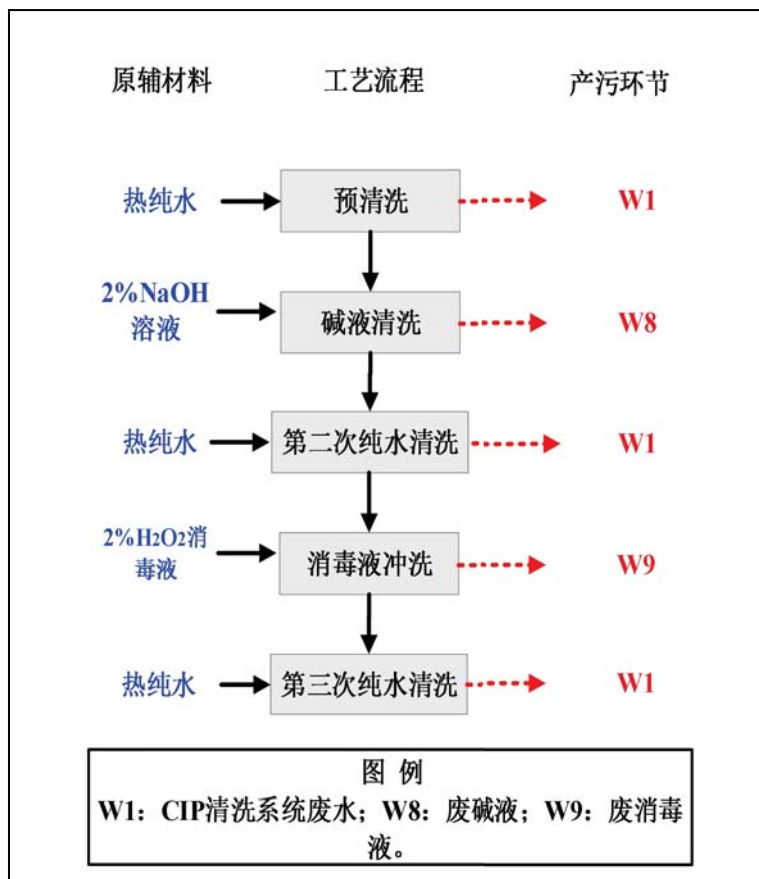 原辅材料 工艺流程 产污环节
热纯水 预清洗 W1
2%NaOH
溶液 碱液清洗 W8
热纯水 第二次纯水清洗 W1
2%H2O2消
毒液 消毒液冲洗 W9
热纯水 第三次纯水清洗 W1
图 例
W1：CIP清洗系统废水；W8：废碱液；W9：废消毒
液。